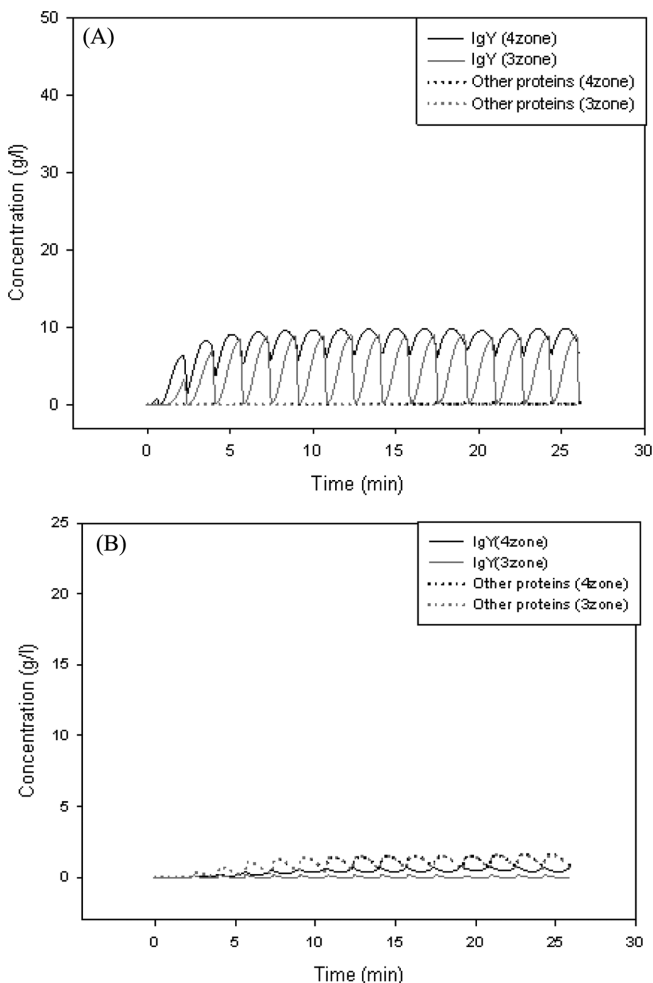 (A)
50
40
30
20
10
0
Concentration (g/l)
IgY (4zone)
IgY (3zone)
Other proteins (4zone)
Other proteins (3zone)
0 5 10 15 20 25 30
Time (min)
(B)
25
20
15
10
5
0
Concentration (g/l)
IgY(4zone)
IgY(3zone)
Other proteins (4zone)
Other proteins (3zone)
0 5 10 15 20 25 30
Time (min)